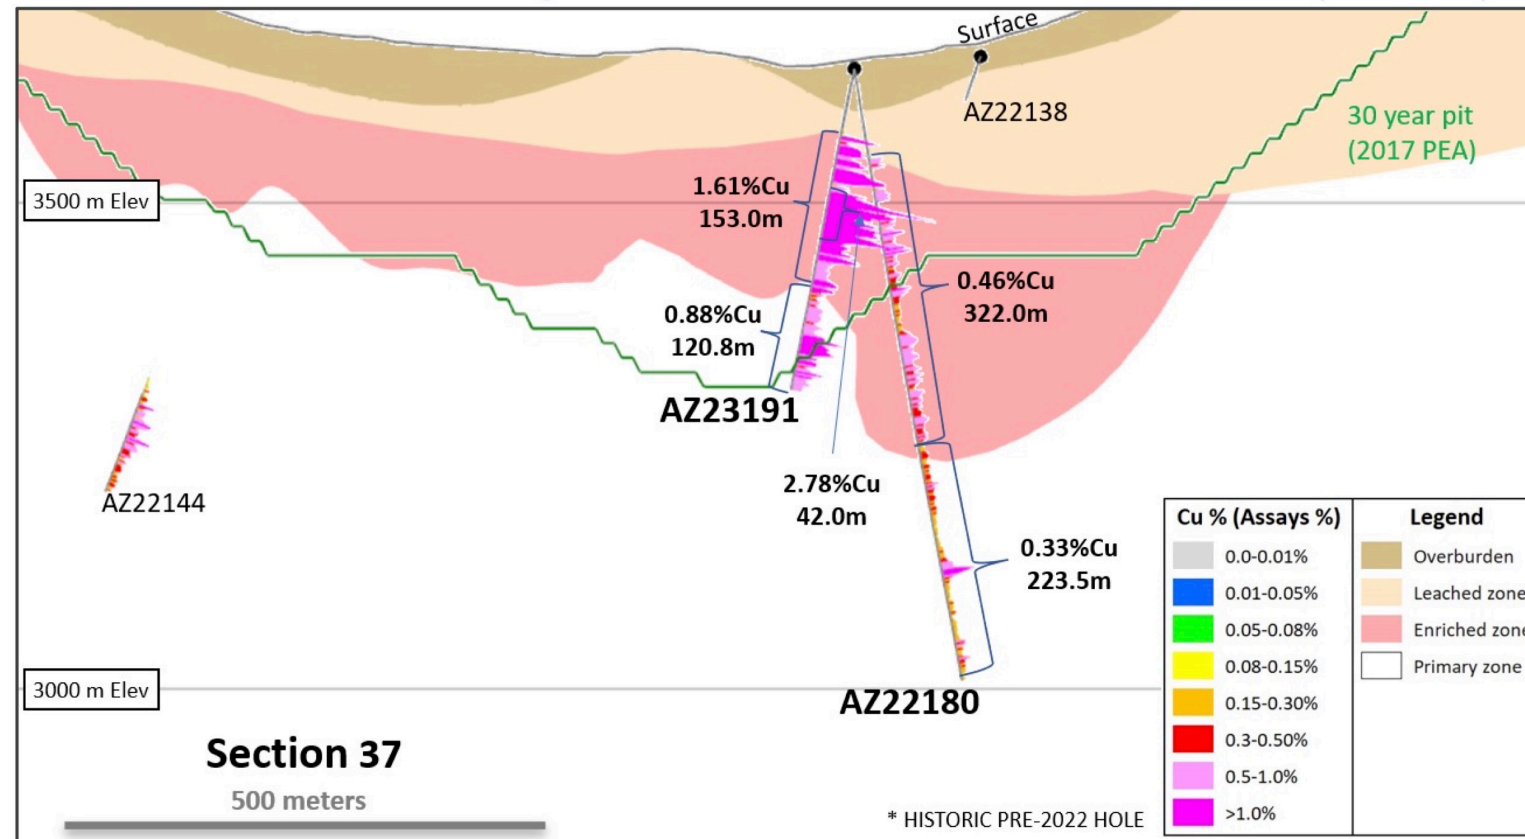 Surface
AZ22138
30 year pit
(2017 PEA)
3500 m Elev
1.61%Cu
153.0m
0.46%Cu
322.0m
0.88%Cu
120.8m
AZ23191
AZ22144
2.78%Cu
42.0m
0.33%Cu
223.5m
3000 m Elev
AZ22180
Section 37
500 meters
* HISTORIC PRE-2022 HOLE
Cu % (Assays %)
0.0-0.01%
0.01-0.05%
0.05-0.08%
0.08-0.15%
0.15-0.30%
0.3-0.50%
0.5-1.0%
>1.0%
Legend
Overburden
Leached zone
Enriched zone
Primary zone